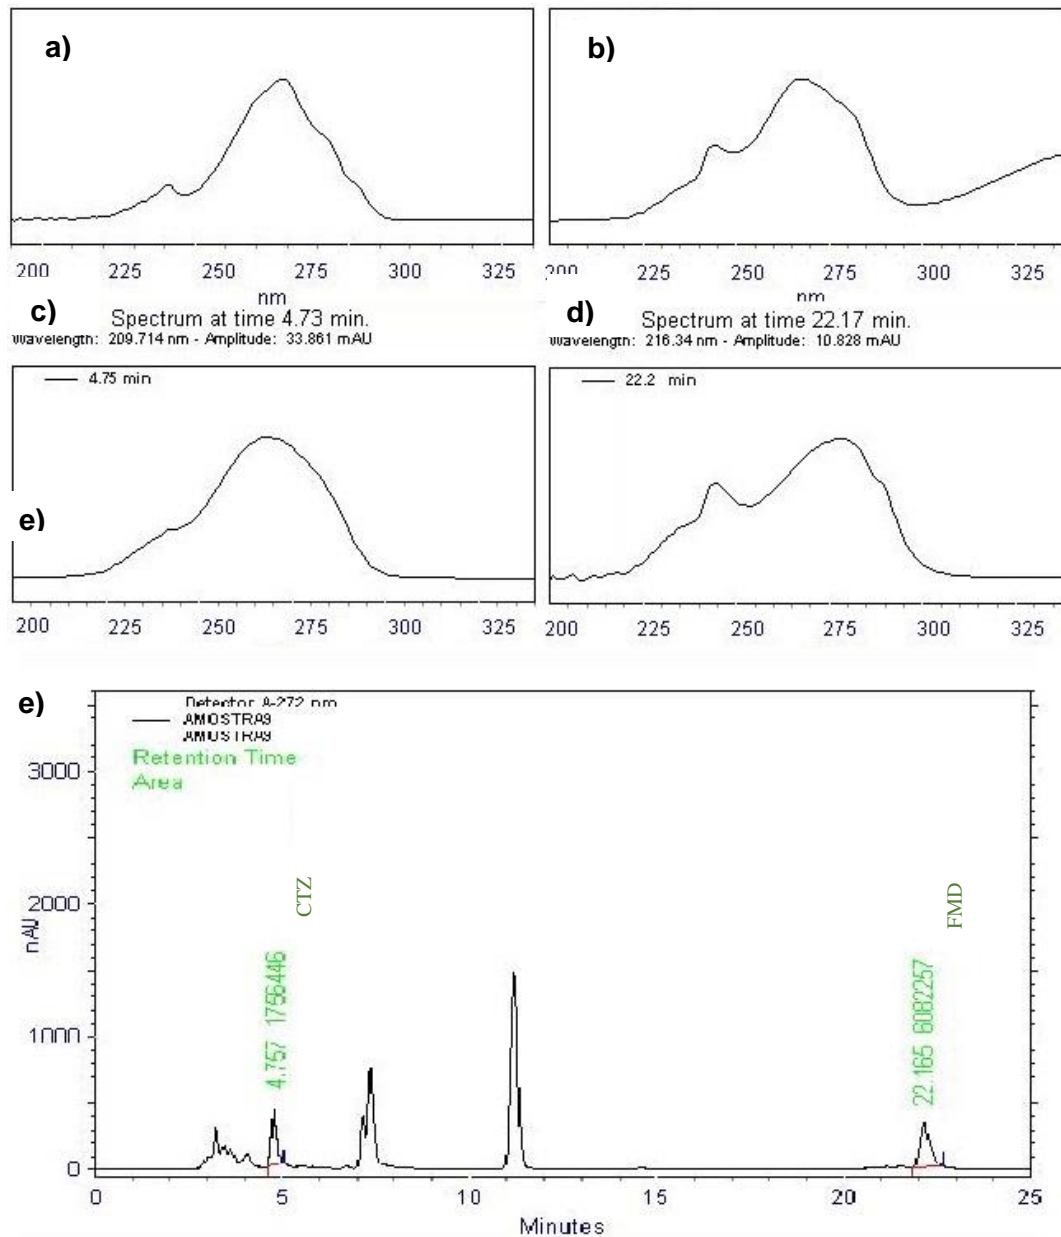 a)
200 225 250 275 300 325
nm
b)
225 250 275 300 325
nm
c)
Spectrum at time 4.73 min.
Wavelength: 209.714 nm - Amplitude: 33.861 mAU
d)
Spectrum at time 22.17 min.
Wavelength: 216.34 nm - Amplitude: 10.828 mAU
4.75 min
e)
200 225 250 275 300 325
22.2 min
200 225 250 275 300 325
e)
Detector A-272 nm
AMOSTRA9
AMOSTRA9
Retention Time
Area
3000
2000
1000
0
mAU
CTZ
4.757 1756446
FMD
22.165 6082257
0 5 10 15 20 25
Minutes